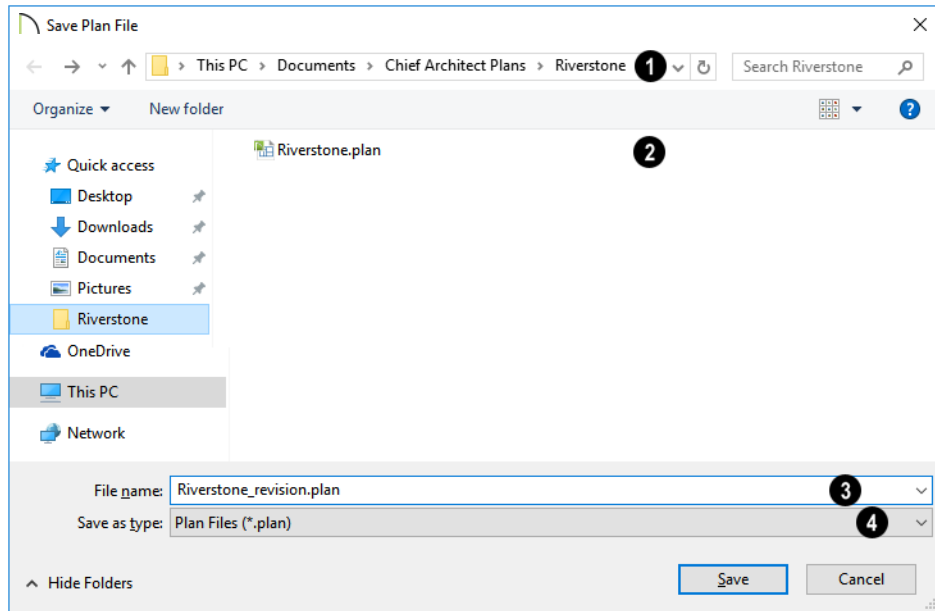 Save Plan File
This PC > Documents > Chief Architect Plans > Riverstone 1 Search Riverstone
Organize New folder ?
Riverstone.plan 2
Quick access
Desktop
Downloads
Documents
Pictures
Riverstone
OneDrive
This PC
Network
File name: Riverstone_revision.plan 3
Save as type: Plan Files (*.plan) 4
Hide Folders Save Cancel